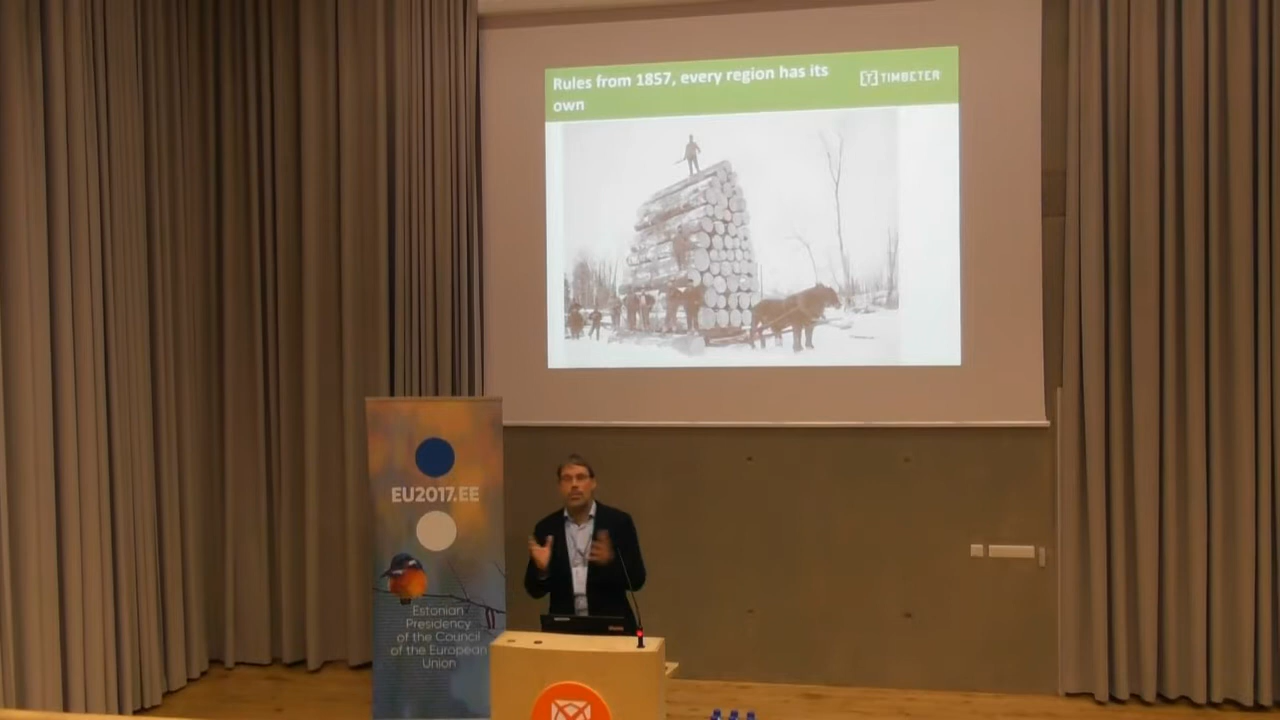 Rules from 1857, every region has its
own
TIMBETER
EU2017.EE
Estonian
Presidency
of the Council
of the European
Union